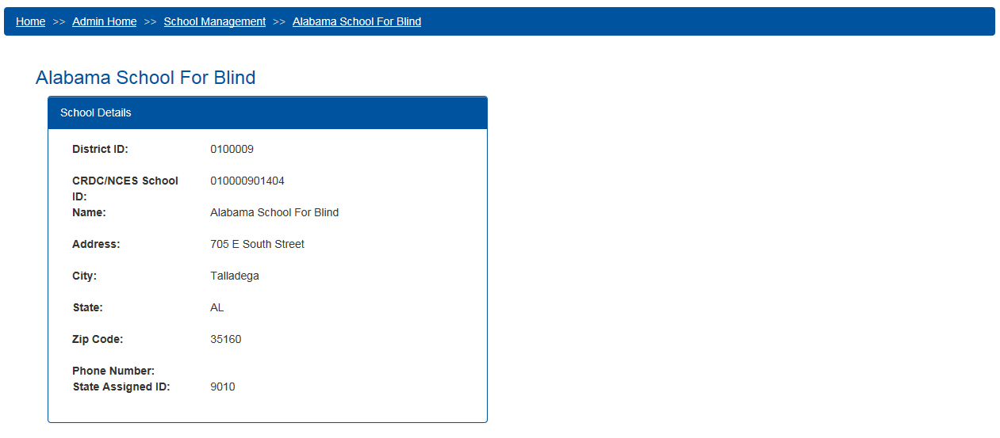 Home >> Admin Home >> School Management >> Alabama School For Blind
Alabama School For Blind
School Details
District ID: 0100009
CRDC/NCES School 010000901404
ID:
Name: Alabama School For Blind
Address: 705 E South Street
City: Talladega
State: AL
Zip Code: 35160
Phone Number:
State Assigned ID: 9010